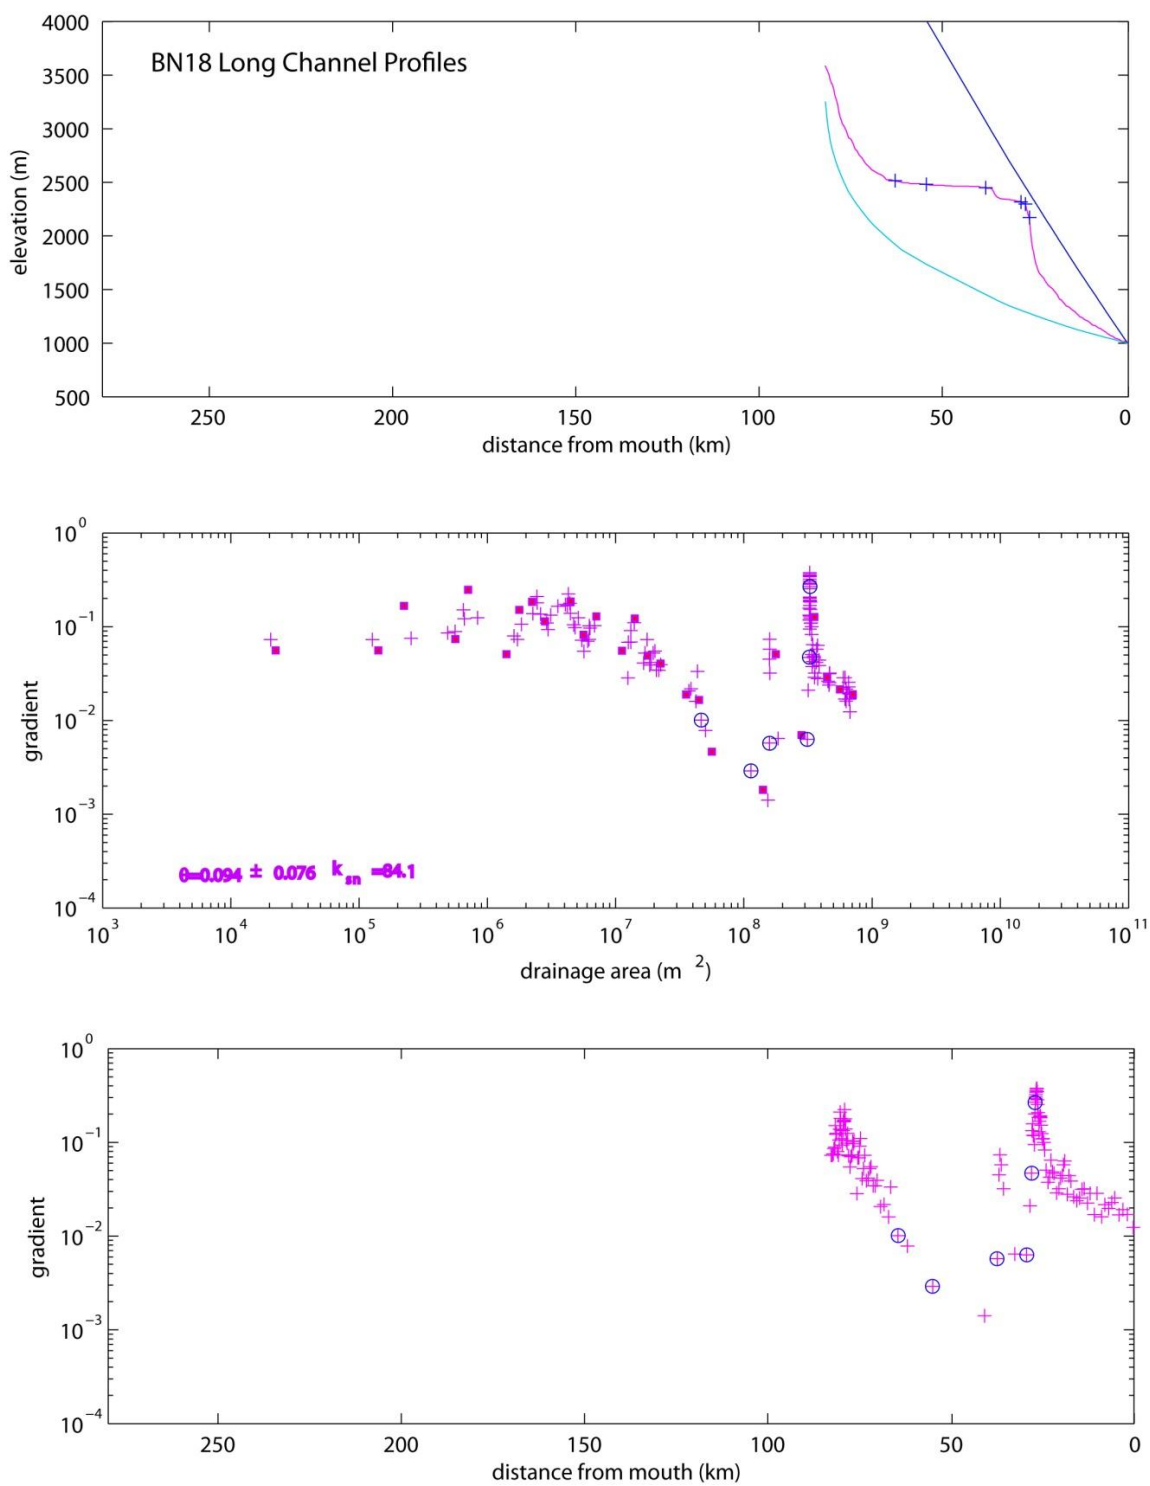 BN18 Long Channel Profiles
4000
3500
3000
2500
2000
1500
1000
500
elevation (m)
250 200 150 100 50 0
distance from mouth (km)
10^0
10^−1
10^−2
10^−3
10^−4
gradient
θ=0.094 ± 0.076 k_sn =84.1
10^3 10^4 10^5 10^6 10^7 10^8 10^9 10^10 10^11
drainage area (m ^2)
10^0
10^−1
10^−2
10^−3
10^−4
gradient
250 200 150 100 50 0
distance from mouth (km)